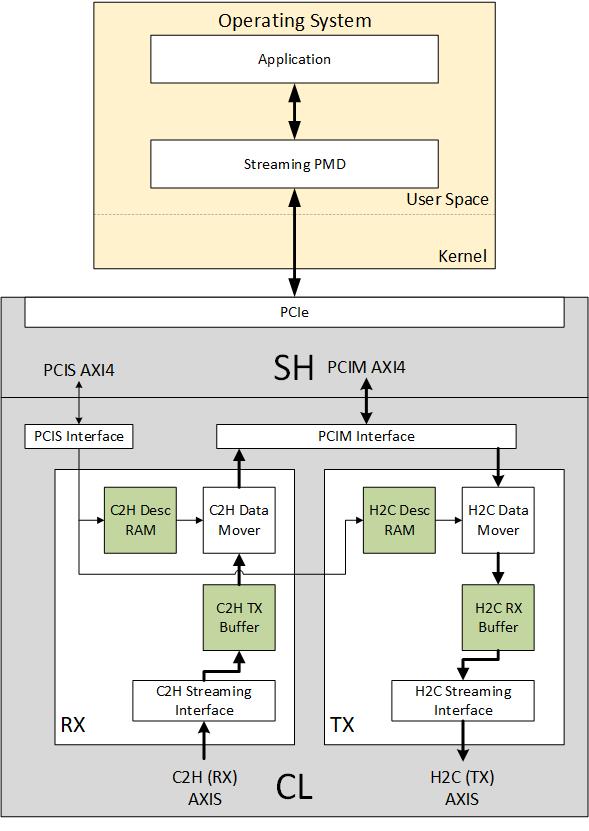 Operating System
Application
Streaming PMD
User Space
Kernel
PCIe
SH
PCIS AXI4
PCIM AXI4
PCIS Interface
PCIM Interface
C2H Desc
RAM
C2H Data
Mover
H2C Desc
RAM
H2C Data
Mover
C2H TX
Buffer
H2C RX
Buffer
C2H Streaming
Interface
H2C Streaming
Interface
RX
TX
C2H (RX)
AXIS
CL
H2C (TX)
AXIS